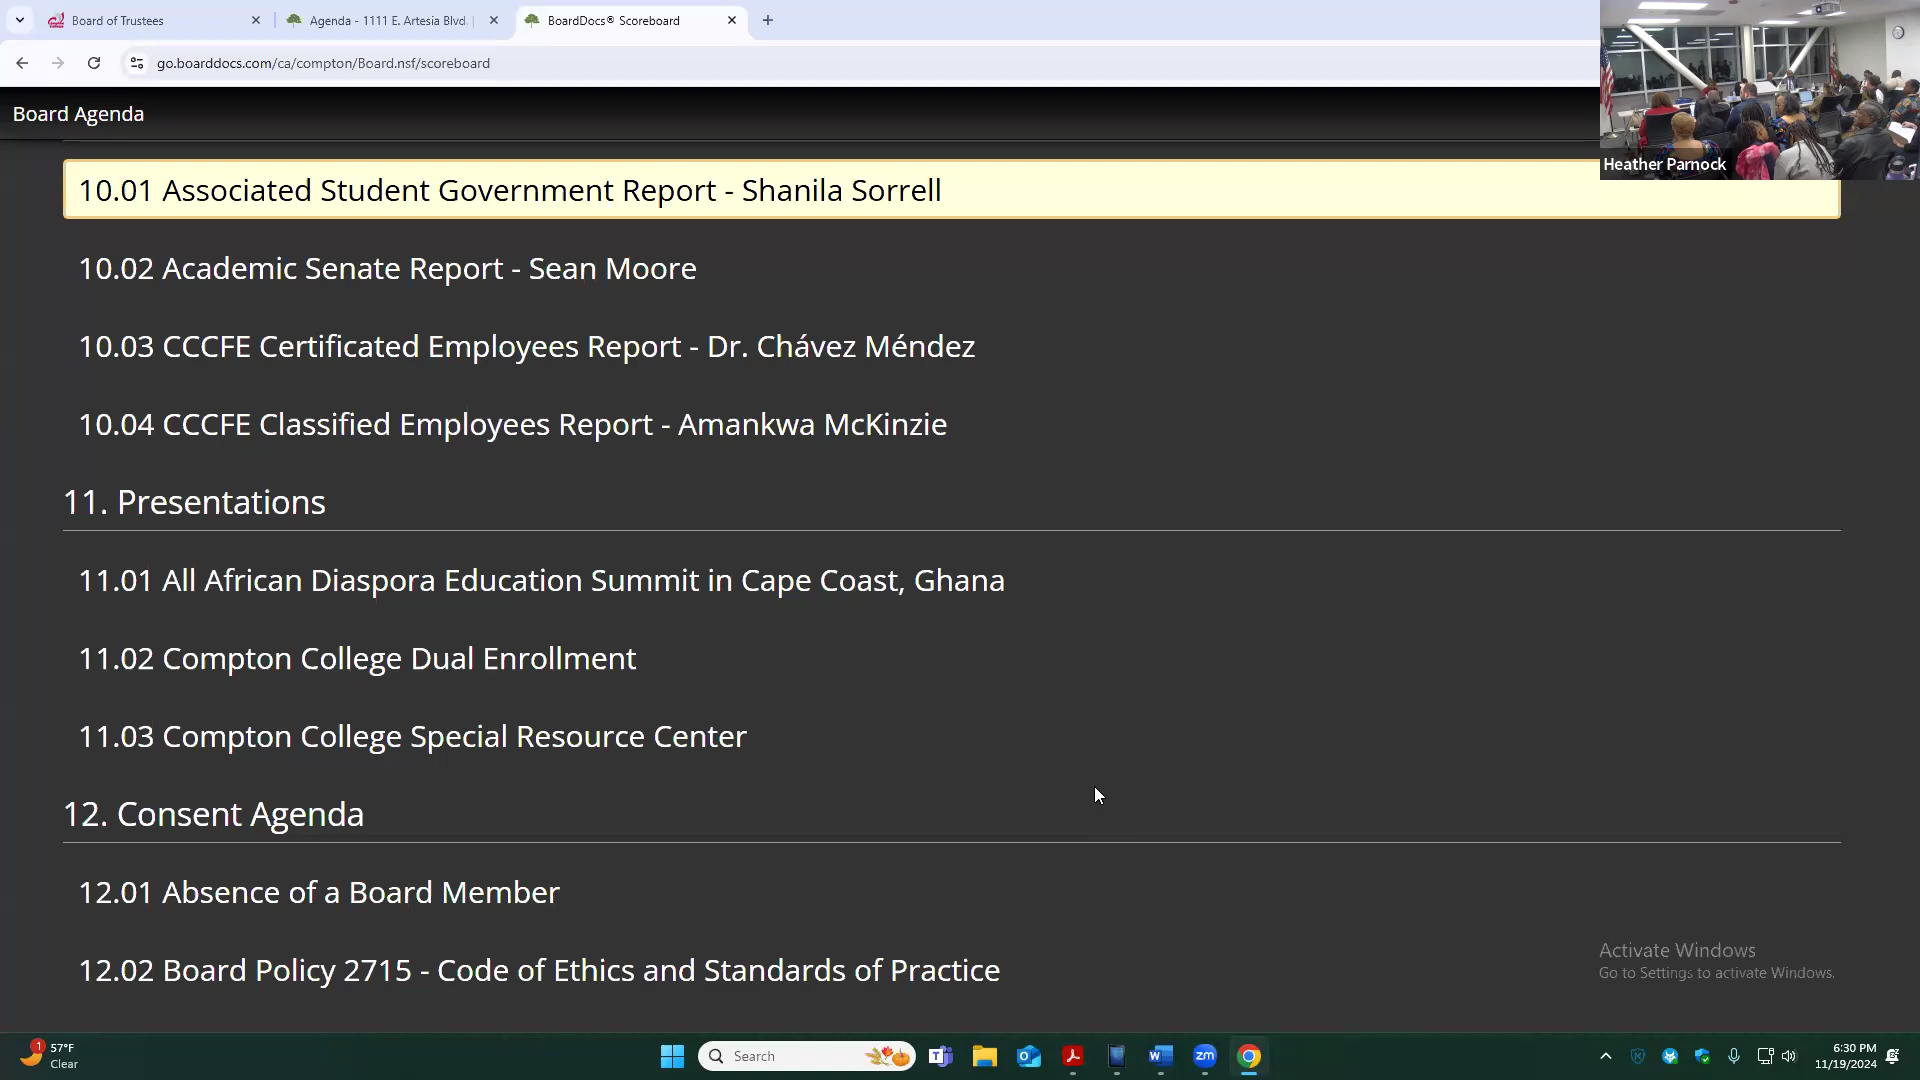 Board of Trustees
Agenda - 1111 E. Artesia Blvd.
BoardDocs® Scoreboard
go.boarddocs.com/ca/compton/Board.nsf/scoreboard
Board Agenda
Heather Parnock
10.01 Associated Student Government Report - Shanila Sorrell
10.02 Academic Senate Report - Sean Moore
10.03 CCCFE Certificated Employees Report - Dr. Chávez Méndez
10.04 CCCFE Classified Employees Report - Amankwa McKinzie
11. Presentations
11.01 All African Diaspora Education Summit in Cape Coast, Ghana
11.02 Compton College Dual Enrollment
11.03 Compton College Special Resource Center
12. Consent Agenda
12.01 Absence of a Board Member
12.02 Board Policy 2715 - Code of Ethics and Standards of Practice
Activate Windows
Go to Settings to activate Windows.
1
57°F
Clear
Search
zm
6:30 PM
11/19/2024